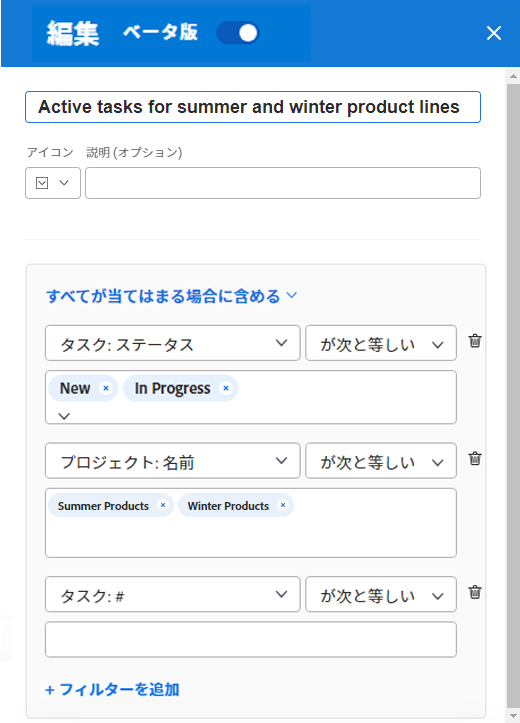 編集 ベータ版
Active tasks for summer and winter product lines
アイコン 説明 (オプション)
すべてが当てはまる場合に含める
タスク: ステータス が次と等しい
New × In Progress ×
プロジェクト: 名前 が次と等しい
Summer Products × Winter Products ×
タスク: # が次と等しい
+ フィルターを追加